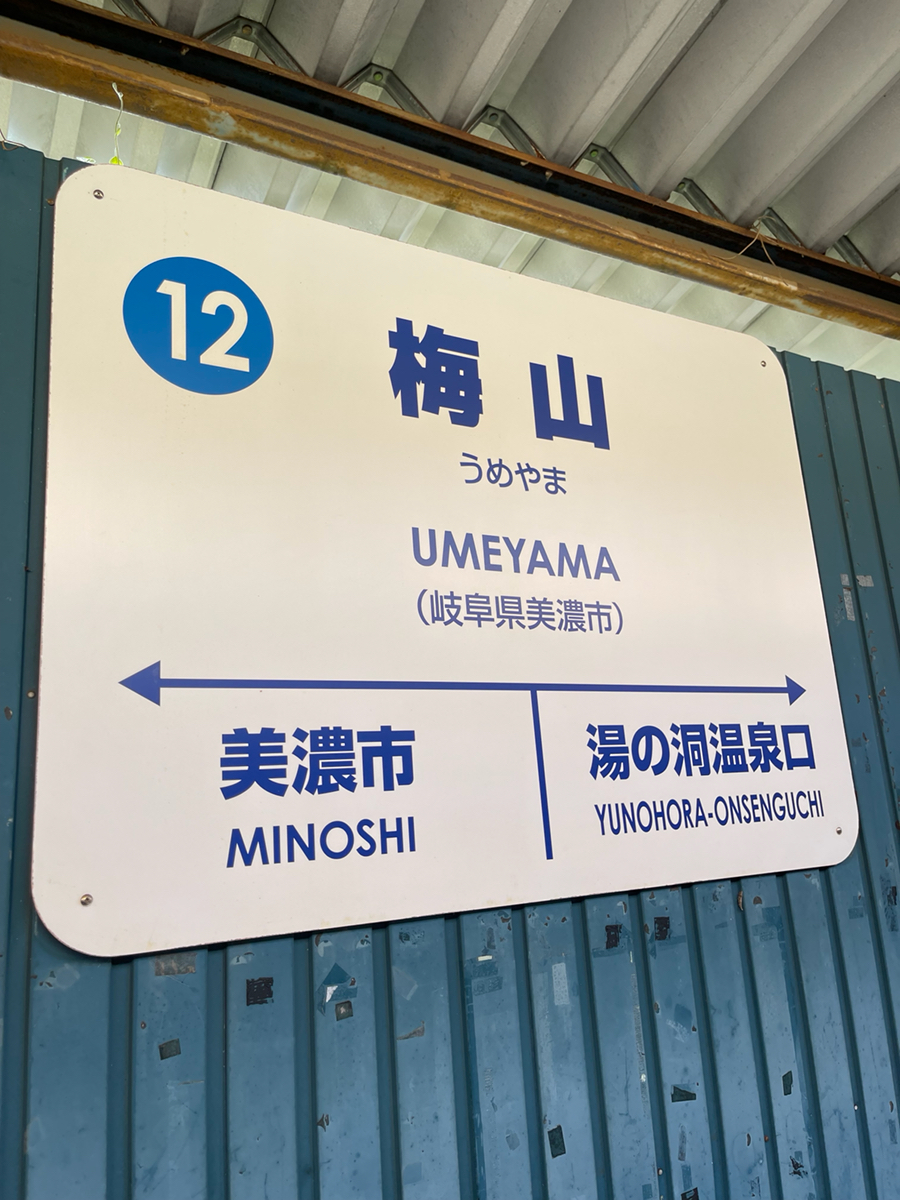 12
梅山
うめやま
UMEYAMA
(岐阜県美濃市)
美濃市
MINOSHI
湯の洞温泉口
YUNOHORA-ONSENGUCHI